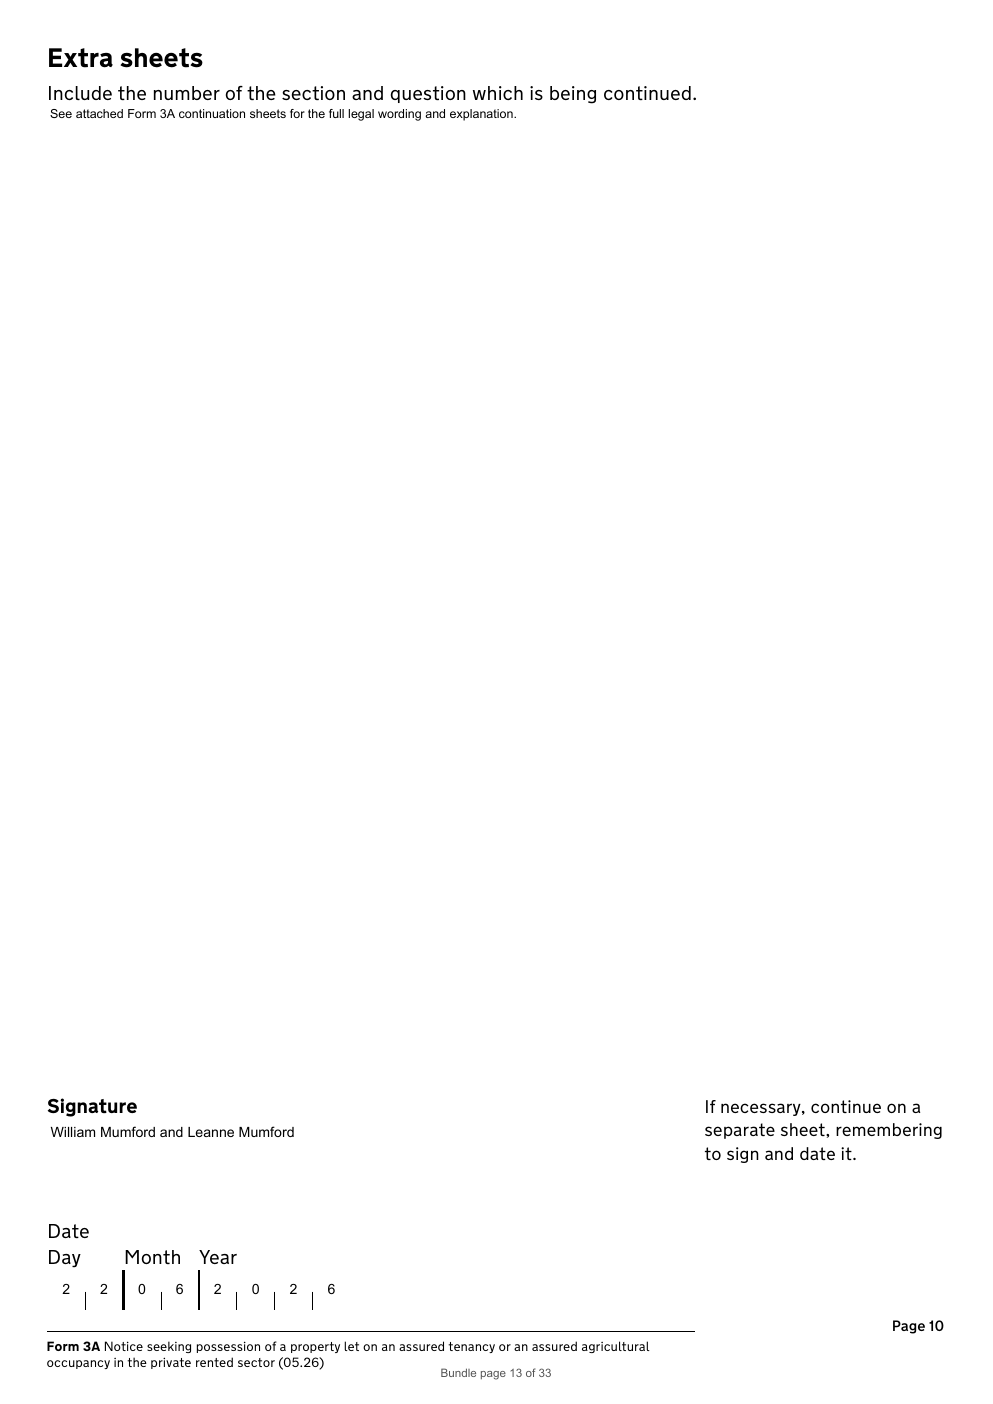 Extra sheets
Include the number of the section and question which is being continued.
See attached Form 3A continuation sheets for the full legal wording and explanation.
Signature
William Mumford and Leanne Mumford
If necessary, continue on a
separate sheet, remembering
to sign and date it.
Date
Day Month Year
2 2 0 6 2 0 2 6
Page 10
Form 3A Notice seeking possession of a property let on an assured tenancy or an assured agricultural
occupancy in the private rented sector (05.26)
Bundle page 13 of 33